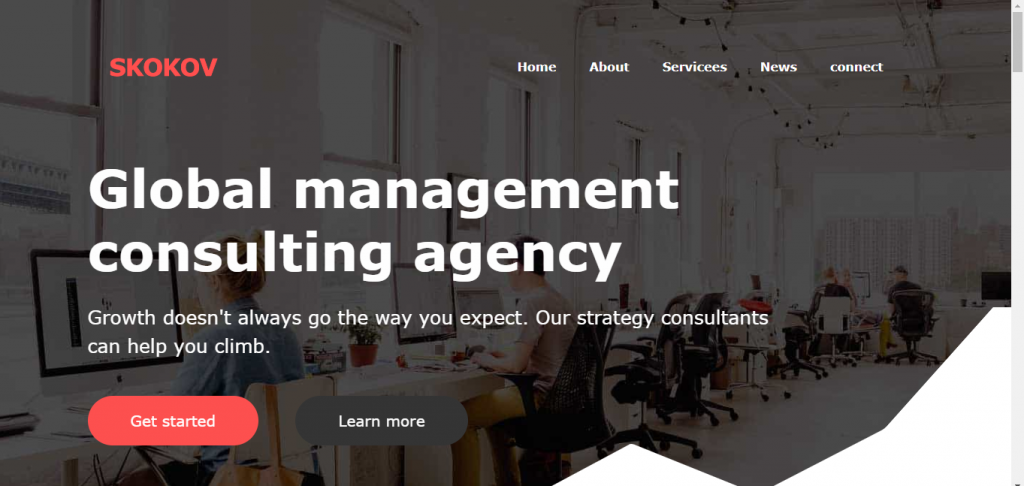 SKOKOV
Home About Servicees News connect
Global management
consulting agency
Growth doesn't always go the way you expect. Our strategy consultants
can help you climb.
Get started Learn more